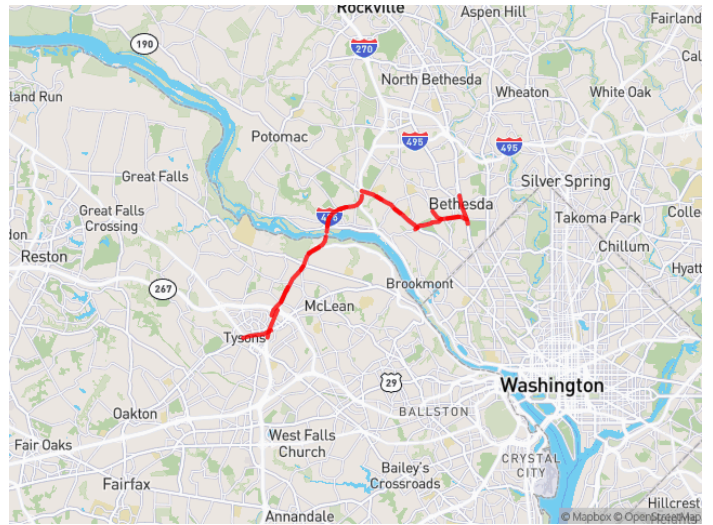 Rockville
Aspen Hill
Fairland
190
270
North Bethesda
Wheaton
White Oak
land Run
Potomac
495
495
Great Falls
Silver Spring
Bethesda
Great Falls
Crossing
Takoma Park
Chillum
Reston
267
Brookmont
McLean
Tysons
29
Washington
Oakton
BALLSTON
Fair Oaks
West Falls
Church
CRYSTAL
CITY
Bailey's
Crossroads
Fairfax
Annandale
Hillcrest
© Mapbox © OpenStreetMap